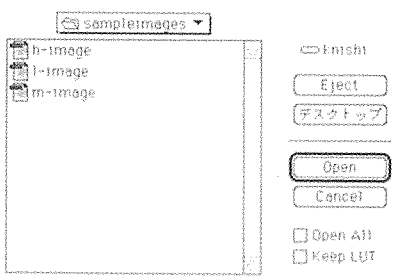 sampleimages
h-image
l-image
m-image
knishi
Eject
デスクトップ
Open
Cancel
Open All
Keep LUT